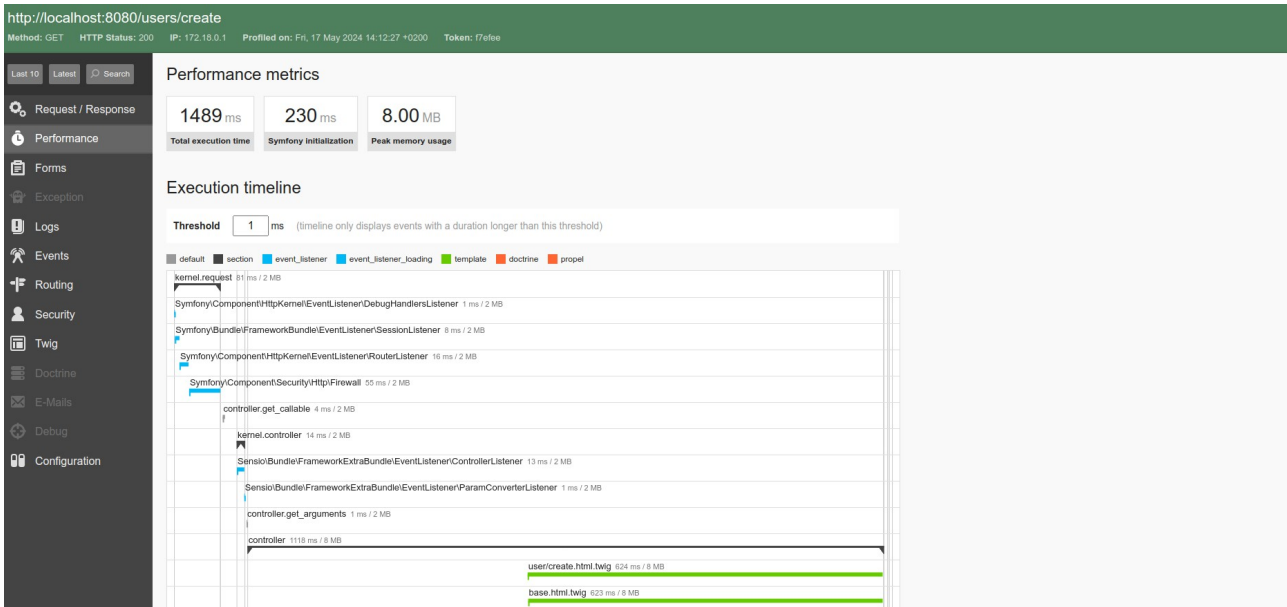 http://localhost:8080/users/create
Method: GET HTTP Status: 200 IP: 172.18.0.1 Profiled on: Fri, 17 May 2024 14:12:27 +0200 Token: f7efee
Last 10 Latest Search
Request / Response
Performance
Forms
Exception
Logs
Events
Routing
Security
Twig
Doctrine
E-Mails
Debug
Configuration
Performance metrics
1489 ms 230 ms 8.00 MB
Total execution time Symfony initialization Peak memory usage
Execution timeline
Threshold 1 ms (timeline only displays events with a duration longer than this threshold)
default section event_listener event_listener_loading template doctrine propel
kernel.request 81 ms / 2 MB
Symfony\Component\HttpKernel\EventListener\DebugHandlersListener 1 ms / 2 MB
Symfony\Bundle\FrameworkBundle\EventListener\SessionListener 8 ms / 2 MB
Symfony\Component\HttpKernel\EventListener\RouterListener 16 ms / 2 MB
Symfony\Component\Security\Http\Firewall 55 ms / 2 MB
controller.get_callable 4 ms / 2 MB
kernel.controller 14 ms / 2 MB
Sensio\Bundle\FrameworkExtraBundle\EventListener\ControllerListener 13 ms / 2 MB
Sensio\Bundle\FrameworkExtraBundle\EventListener\ParamConverterListener 1 ms / 2 MB
controller.get_arguments 1 ms / 2 MB
controller 1118 ms / 8 MB
user/create.html.twig 624 ms / 8 MB
base.html.twig 623 ms / 8 MB